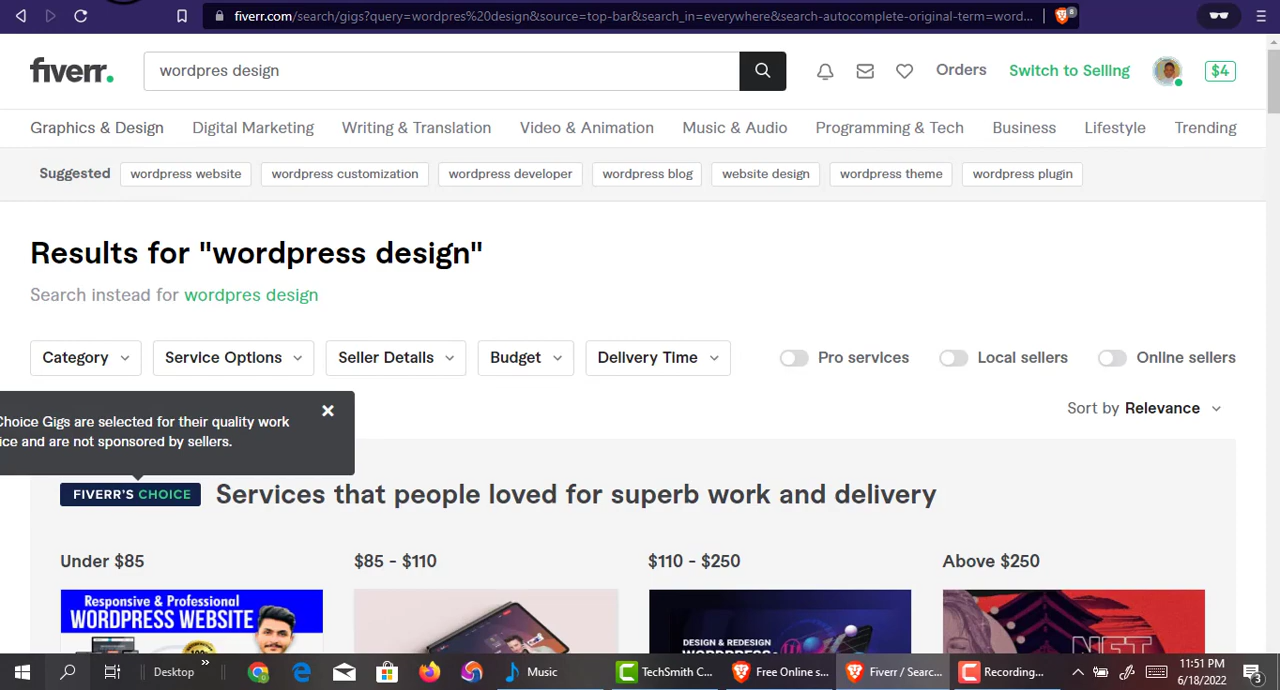 fiverr.com/search/gigs?query=wordpres%20design&source=top-bar&search_in=everywhere&search-autocomplete-original-term=word...
8
fiverr.
wordpres design
Orders
Switch to Selling
$4
Graphics & Design
Digital Marketing
Writing & Translation
Video & Animation
Music & Audio
Programming & Tech
Business
Lifestyle
Trending
Suggested
wordpress website
wordpress customization
wordpress developer
wordpress blog
website design
wordpress theme
wordpress plugin
Results for "wordpress design"
Search instead for wordpres design
Category
Service Options
Seller Details
Budget
Delivery Time
Pro services
Local sellers
Online sellers
Sort by Relevance
Choice Gigs are selected for their quality work
ice and are not sponsored by sellers.
FIVERR'S CHOICE
Services that people loved for superb work and delivery
Under $85
$85 - $110
$110 - $250
Above $250
Responsive & Professional
WORDPRESS WEBSITE
DESIGN & REDESIGN
Desktop
Music
TechSmith C...
Free Online s...
Fiverr / Searc...
Recording...
11:51 PM
6/18/2022
3